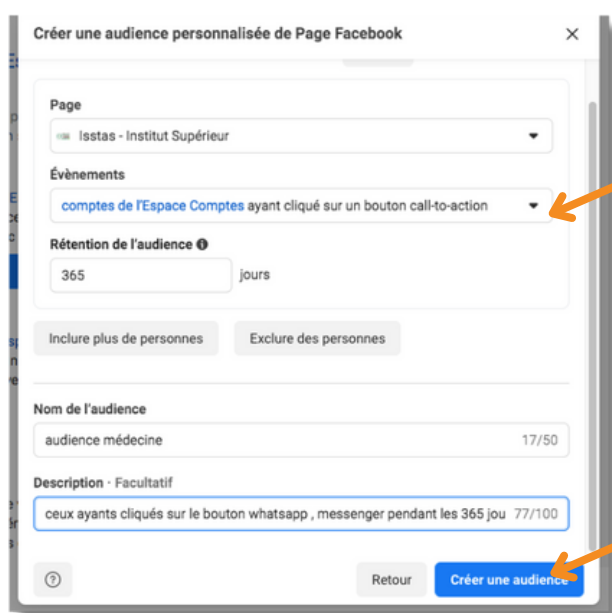 Créer une audience personnalisée de Page Facebook
Page
Isstas - Institut Supérieur
Évènements
comptes de l'Espace Comptes ayant cliqué sur un bouton call-to-action
Rétention de l'audience
365 jours
Inclure plus de personnes Exclure des personnes
Nom de l'audience
audience médecine 17/50
Description · Facultatif
ceux ayants cliqués sur le bouton whatsapp , messenger pendant les 365 jou 77/100
Retour Créer une audience